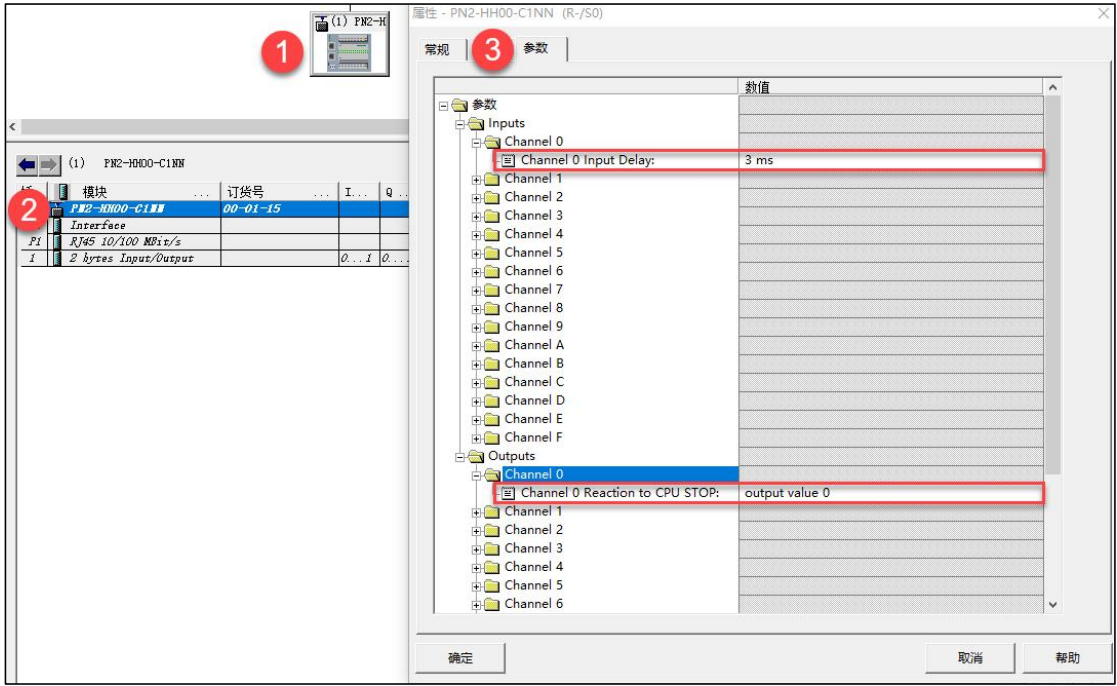 (1) PN2-H
1
属性 - PN2-HH00-C1NN (R-/S0)
常规
3
参数
数值
参数
Inputs
Channel 0
Channel 0 Input Delay: 3 ms
Channel 1
Channel 2
Channel 3
Channel 4
Channel 5
Channel 6
Channel 7
Channel 8
Channel 9
Channel A
Channel B
Channel C
Channel D
Channel E
Channel F
Outputs
Channel 0
Channel 0 Reaction to CPU STOP: output value 0
Channel 1
Channel 2
Channel 3
Channel 4
Channel 5
Channel 6
确定 取消 帮助
(1) PN2-HH00-C1NN
模块 ... 订货号 ... I... Q ..
2
PN2-HH00-C1NN 00-01-15
Interface
P1 RJ45 10/100 MBit/s
1 2 bytes Input/Output 0...1 0...